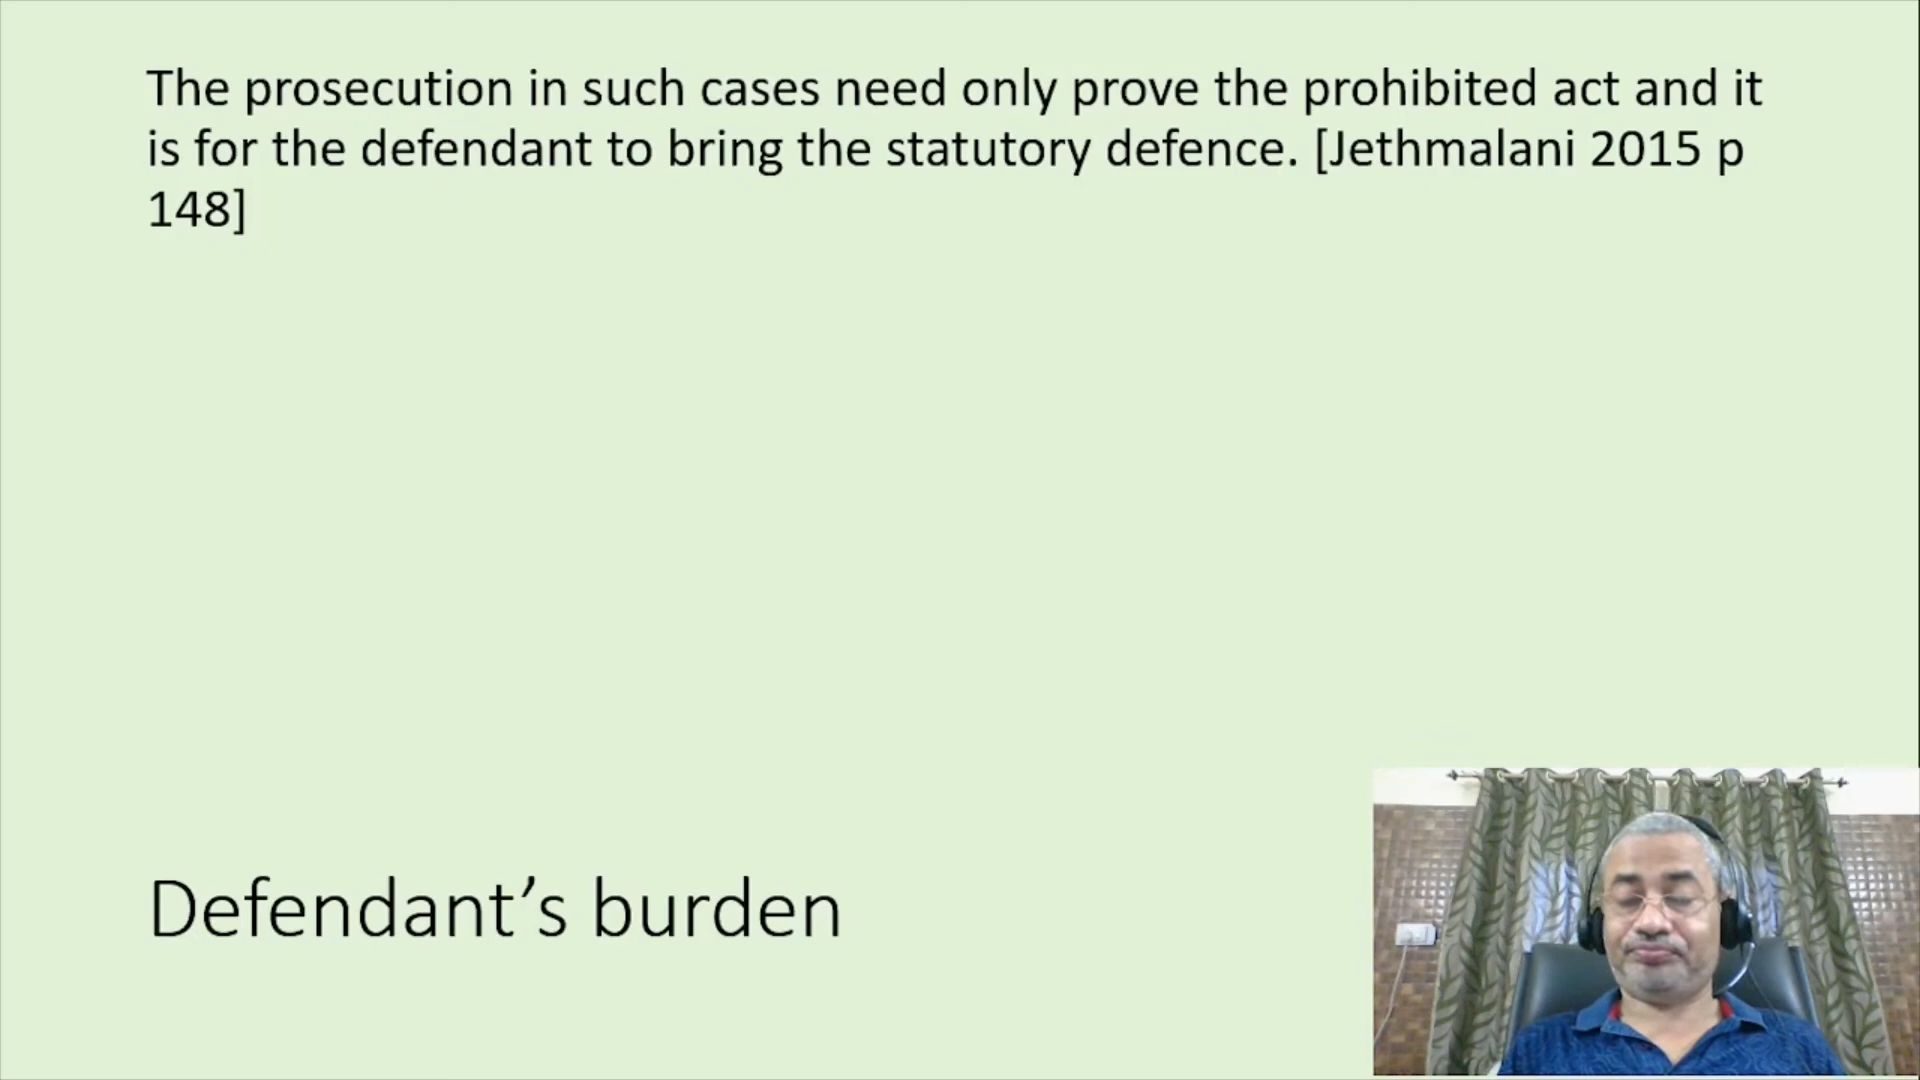 The prosecution in such cases need only prove the prohibited act and it
is for the defendant to bring the statutory defence. [Jethmalani 2015 p
148]
Defendant’s burden